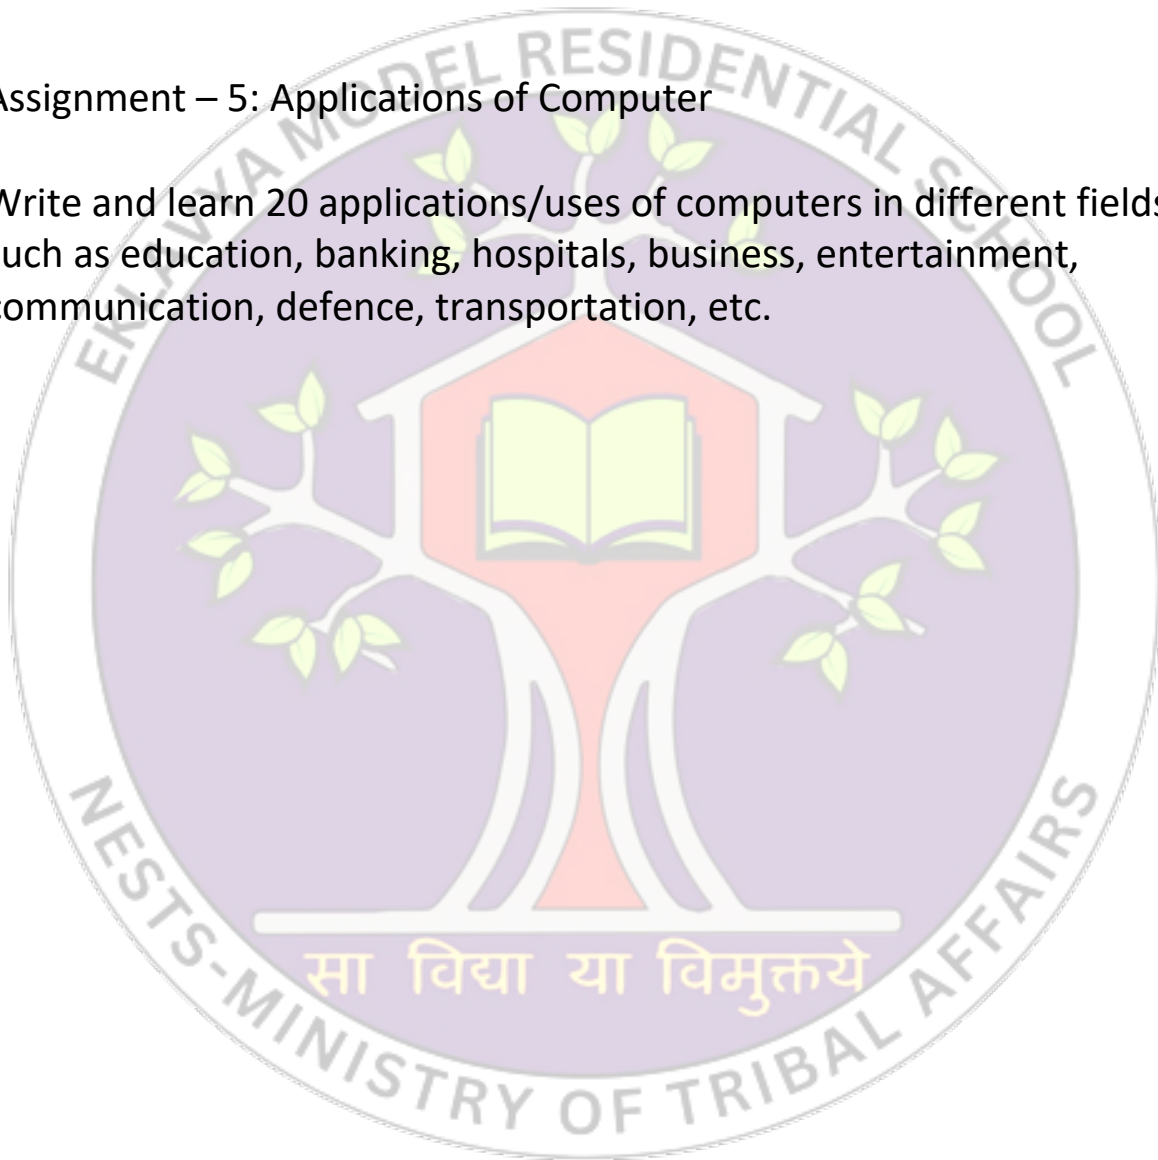 Assignment – 5: Applications of Computer
Write and learn 20 applications/uses of computers in different fields
such as education, banking, hospitals, business, entertainment,
communication, defence, transportation, etc.
EKLAVYA MODEL RESIDENTIAL SCHOOL
सा विद्या या विमुक्तये
NESTS-MINISTRY OF TRIBAL AFFAIRS